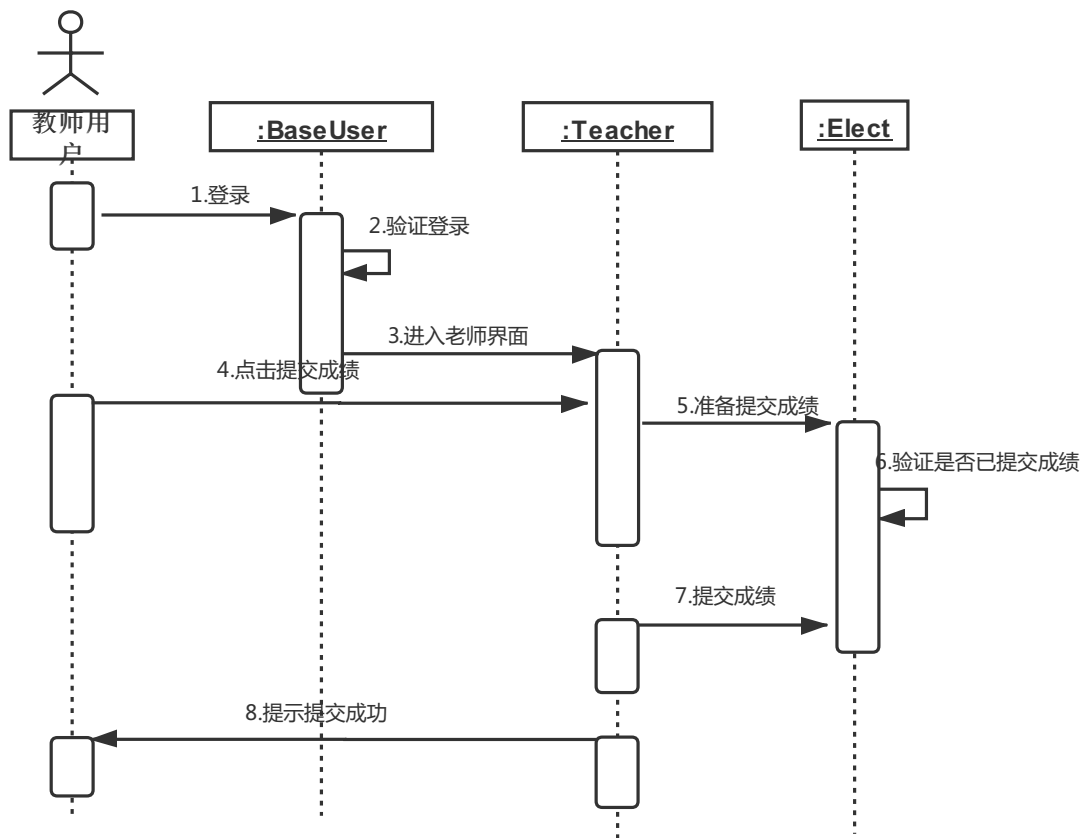 教师用
户
:BaseUser
:Teacher
:Elect
1.登录
2.验证登录
3.进入老师界面
4.点击提交成绩
5.准备提交成绩
6.验证是否已提交成绩
7.提交成绩
8.提示提交成功